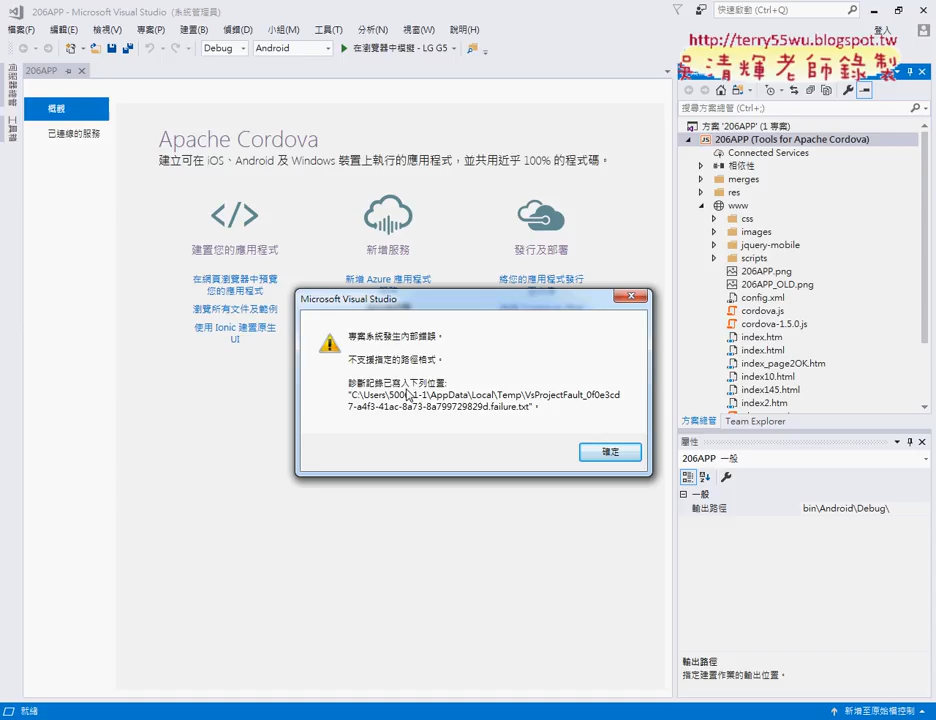 206APP - Microsoft Visual Studio (系統管理員)
快速啟動 (Ctrl+Q)
檔案(F) 編輯(E) 檢視(V) 專案(P) 建置(B) 偵錯(D) 小組(M) 工具(T) 分析(N) 視窗(W) 說明(H)
登入
Debug Android 在瀏覽器中模擬 - LG G5
http://terry55wu.blogspot.tw
吳清輝老師錄製
206APP
伺服器總管
工具箱
概觀
已連線的服務
Apache Cordova
建立可在 iOS、Android 及 Windows 裝置上執行的應用程式，並共用近乎 100% 的程式碼。
建置您的應用程式
新增服務
發行及部署
在網頁瀏覽器中預覽您的應用程式
新增 Azure 應用程式
將您的應用程式發行
瀏覽所有文件及範例
使用 Ionic 建置原生 UI
Microsoft Visual Studio
專案系統發生內部錯誤。
不支援指定的路徑格式。
診斷記錄已寫入下列位置:
7-a4f3-41ac-8a73-8a799729829d.failure.txt"。
確定
搜尋方案總管 (Ctrl+;)
方案 '206APP' (1 專案)
206APP (Tools for Apache Cordova)
Connected Services
相依性
merges
res
www
css
images
jquery-mobile
scripts
206APP.png
206APP_OLD.png
config.xml
cordova.js
cordova-1.5.0.js
index.htm
index.html
index_page2OK.htm
index10.html
index145.html
index2.htm
方案總管 Team Explorer
屬性
206APP 一般
一般
輸出路徑 bin\Android\Debug\
輸出路徑
指定建置作業的輸出位置。
就緒
新增至原始檔控制